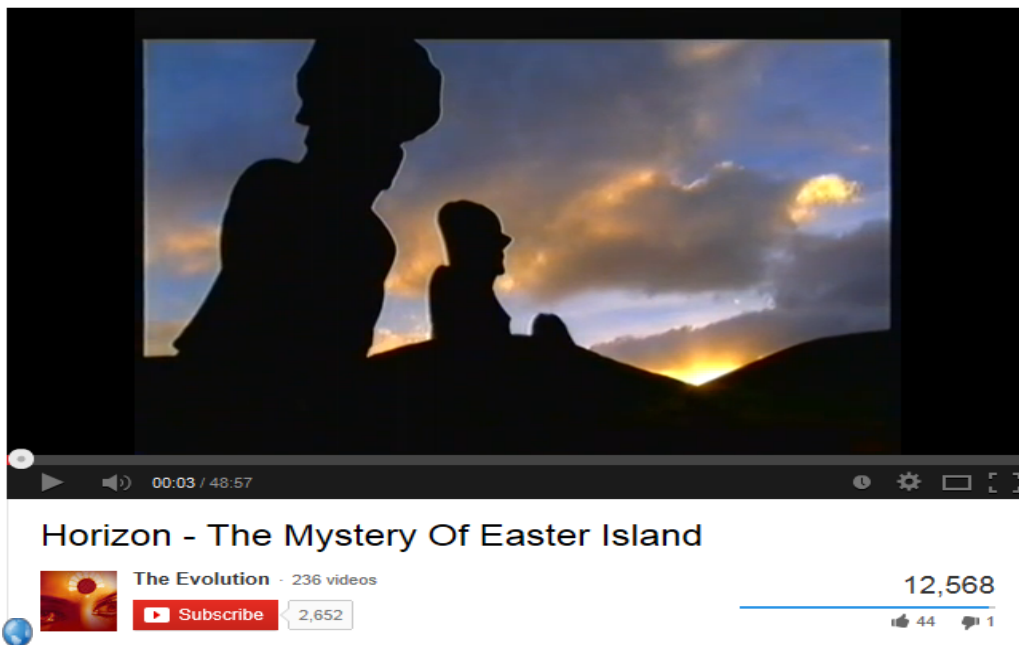 00:03 / 48:57
Horizon - The Mystery Of Easter Island
The Evolution · 236 videos
Subscribe 2,652
12,568
44 1